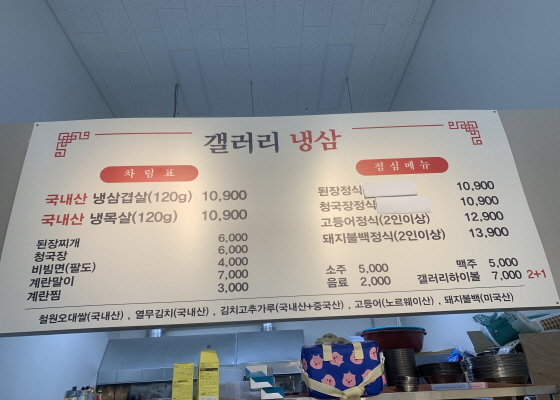 갤러리 냉삼
차림표
국내산 냉삼겹살(120g) 10,900
국내산 냉목살(120g) 10,900
된장찌개 6,000
청국장 6,000
비빔면(팔도) 4,000
계란말이 7,000
계란찜 3,000
점심메뉴
된장정식 10,900
청국장정식 10,900
고등어정식(2인이상) 12,900
돼지불백정식(2인이상) 13,900
소주 5,000 맥주 5,000
음료 2,000 갤러리하이볼 7,000 2+1
철원오대쌀(국내산) , 열무김치(국내산) , 김치고추가루(국내산+중국산) , 고등어(노르웨이산) , 돼지불백(미국산)